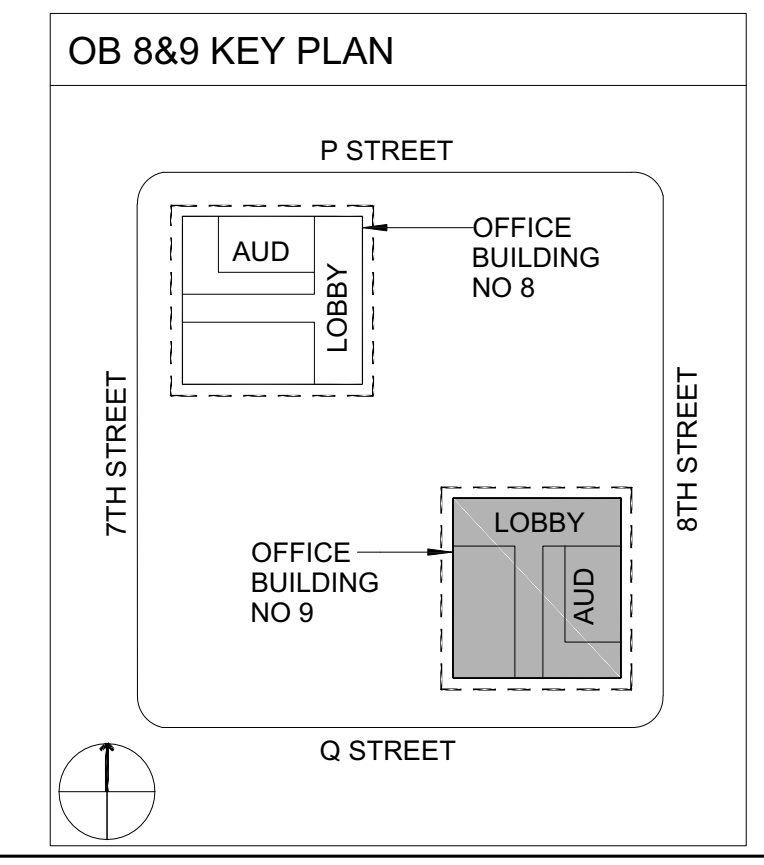 OB 8&9 KEY PLAN
P STREET
AUD
LOBBY
OFFICE
BUILDING
NO 8
7TH STREET
8TH STREET
LOBBY
AUD
OFFICE
BUILDING
NO 9
Q STREET